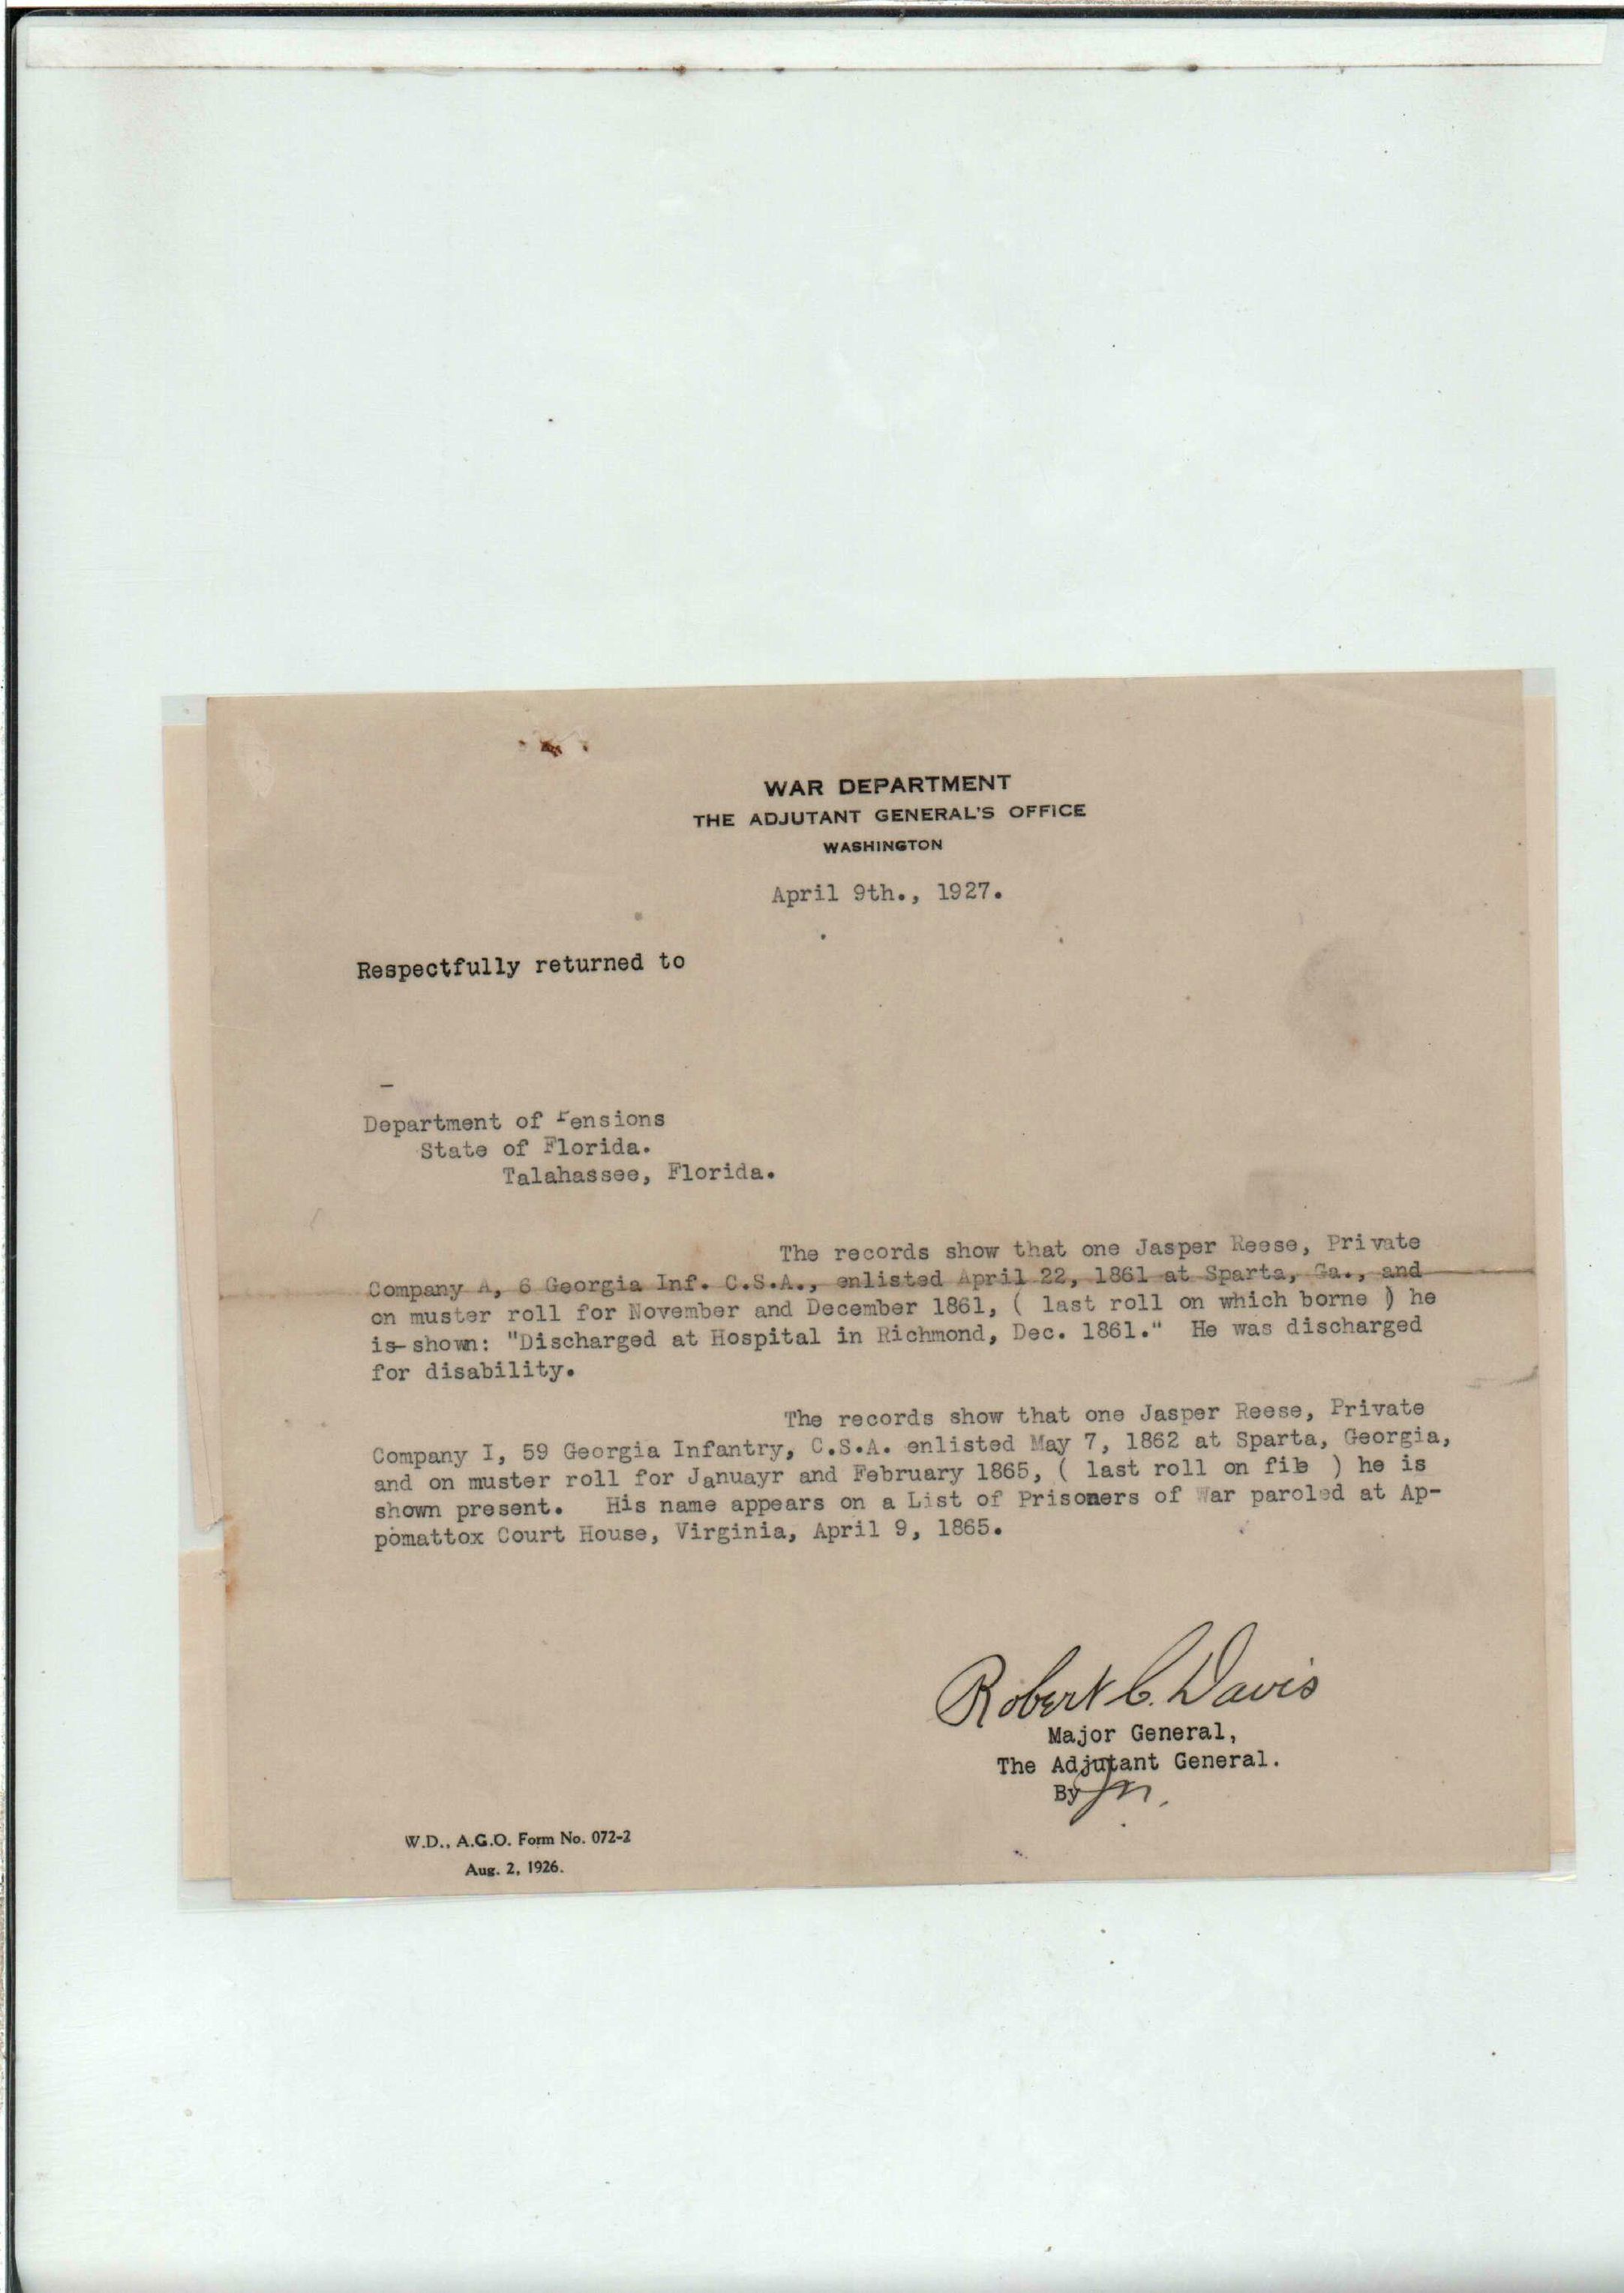 WAR DEPARTMENT
THE ADJUTANT GENERAL'S OFFICE
WASHINGTON
April 9th., 1927.
Respectfully returned to
Department of Pensions
State of Florida.
Talahassee, Florida.
The records show that one Jasper Reese, Private
Company A, 6 Georgia Inf. C.S.A., enlisted April 22, 1861 at Sparta, Ga., and
on muster roll for November and December 1861, ( last roll on which borne ) he
is shown: "Discharged at Hospital in Richmond, Dec. 1861." He was discharged
for disability.
The records show that one Jasper Reese, Private
Company I, 59 Georgia Infantry, C.S.A. enlisted May 7, 1862 at Sparta, Georgia,
and on muster roll for Januayr and February 1865, ( last roll on file ) he is
shown present. His name appears on a List of Prisoners of War paroled at Ap-
pomattox Court House, Virginia, April 9, 1865.
Robert C. Davis
Major General,
The Adjutant General.
By
W.D., A.G.O. Form No. 072-2
Aug. 2, 1926.